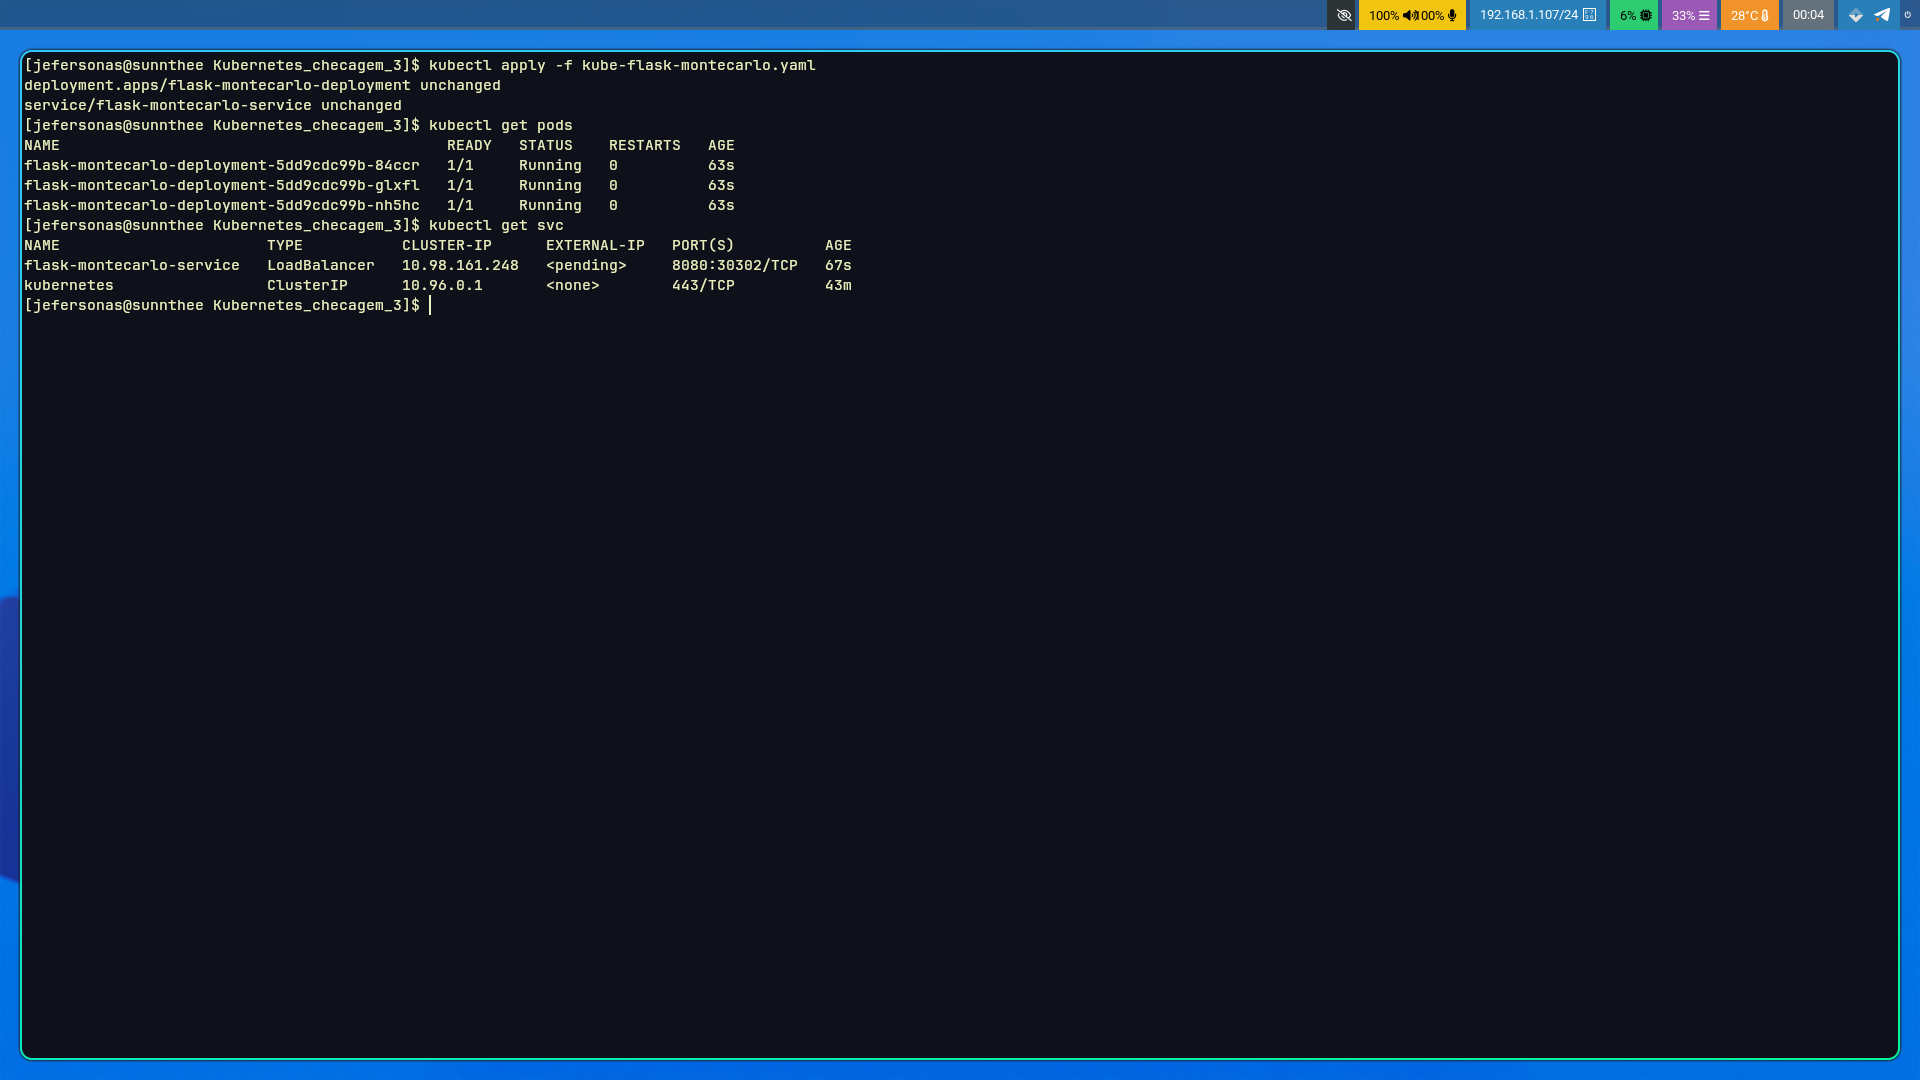 100% 100% 192.168.1.107/24 6% 33% 28°C 00:04
[jefersonas@sunnthee Kubernetes_checagem_3]$ kubectl apply -f kube-flask-montecarlo.yaml
deployment.apps/flask-montecarlo-deployment unchanged
service/flask-montecarlo-service unchanged
[jefersonas@sunnthee Kubernetes_checagem_3]$ kubectl get pods
NAME                                           READY   STATUS    RESTARTS   AGE
flask-montecarlo-deployment-5dd9cdc99b-84ccr   1/1     Running   0          63s
flask-montecarlo-deployment-5dd9cdc99b-glxfl   1/1     Running   0          63s
flask-montecarlo-deployment-5dd9cdc99b-nh5hc   1/1     Running   0          63s
[jefersonas@sunnthee Kubernetes_checagem_3]$ kubectl get svc
NAME                       TYPE           CLUSTER-IP      EXTERNAL-IP   PORT(S)          AGE
flask-montecarlo-service   LoadBalancer   10.98.161.248   <pending>     8080:30302/TCP   67s
kubernetes                 ClusterIP      10.96.0.1       <none>        443/TCP          43m
[jefersonas@sunnthee Kubernetes_checagem_3]$